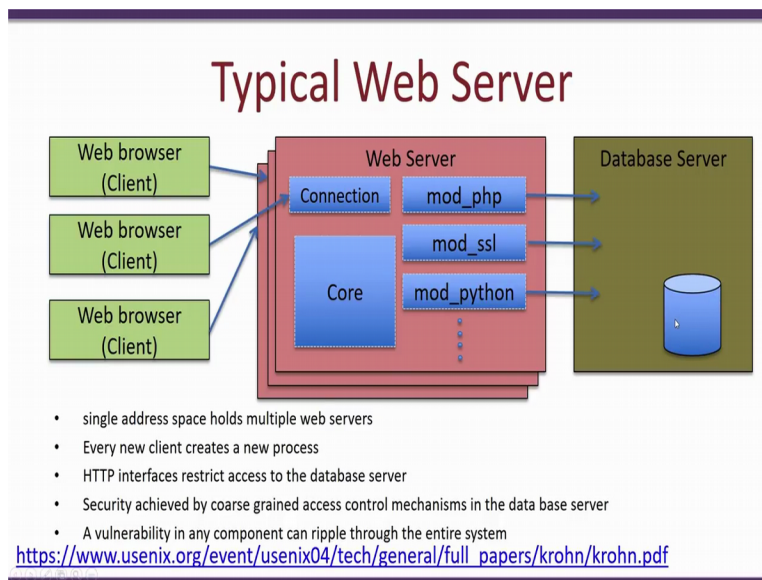 Typical Web Server
Web browser
(Client)
Web browser
(Client)
Web browser
(Client)
Web Server
Connection
mod_php
mod_ssl
Core
mod_python
Database Server
• single address space holds multiple web servers
• Every new client creates a new process
• HTTP interfaces restrict access to the database server
• Security achieved by coarse grained access control mechanisms in the data base server
• A vulnerability in any component can ripple through the entire system
https://www.usenix.org/event/usenix04/tech/general/full_papers/krohn/krohn.pdf